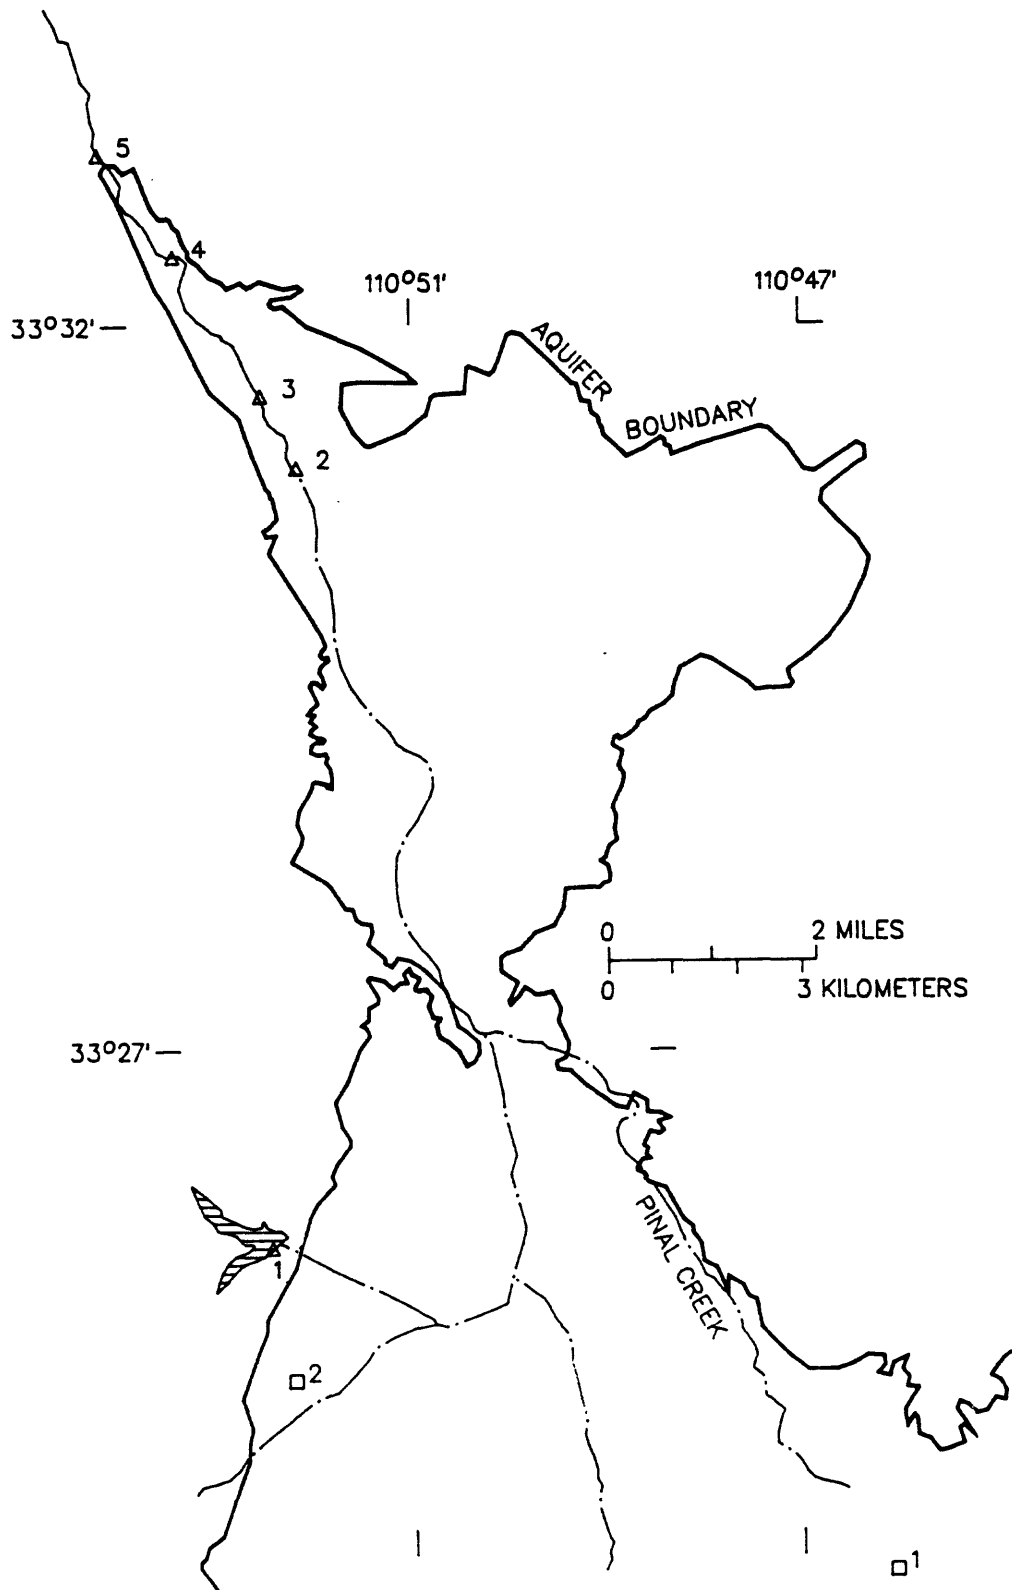 5
4
110°51'
110°47'
33°32'
AQUIFER
BOUNDARY
3
2
0 2 MILES
0 3 KILOMETERS
33°27'
PINAL CREEK
1
2
1